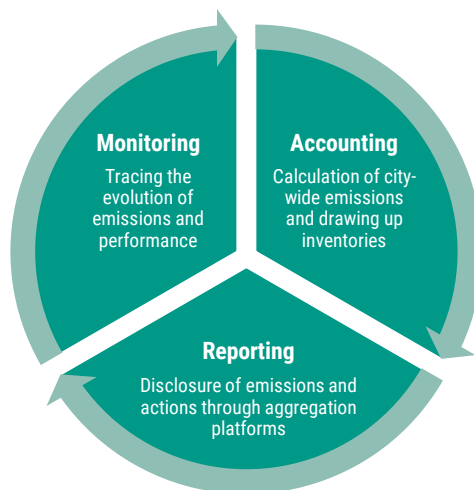 Monitoring
Tracing the
evolution of
emissions and
performance
Accounting
Calculation of city-
wide emissions
and drawing up
inventories
Reporting
Disclosure of emissions and
actions through aggregation
platforms